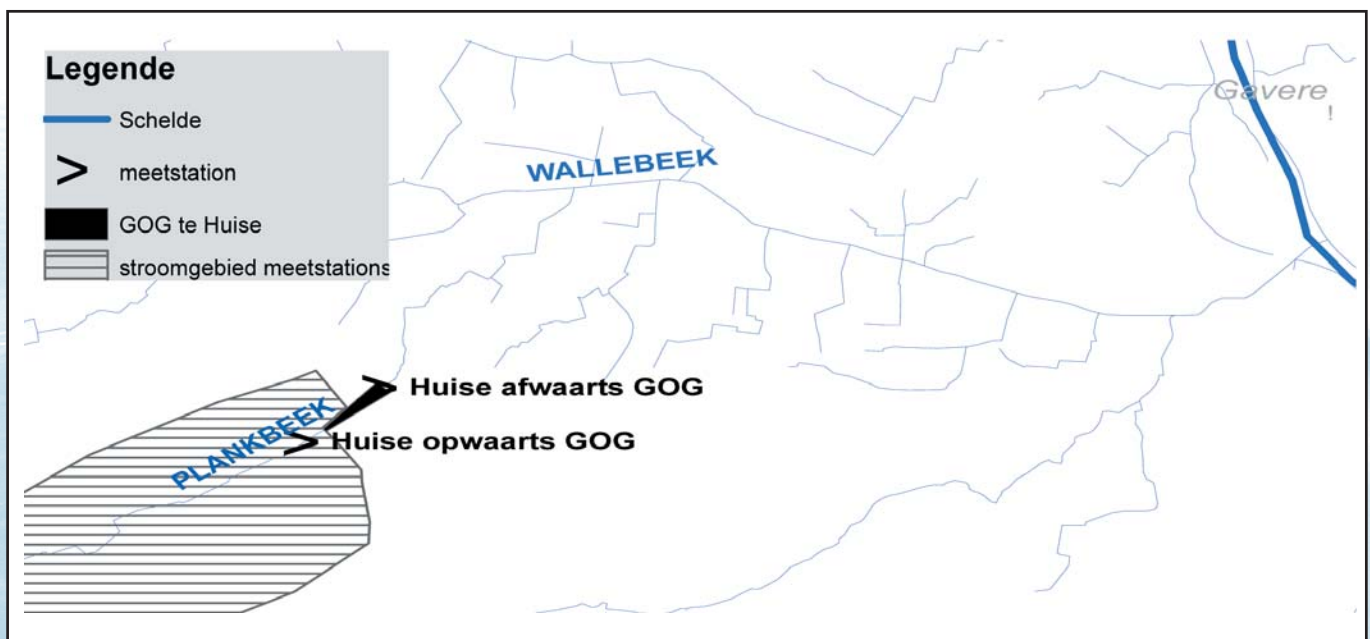 Legende
Schelde
meetstation
GOG te Huise
stroomgebied meetstations
WALLEBEEK
Gavere
!
PLANKBEEK
Huise afwaarts GOG
Huise opwaarts GOG